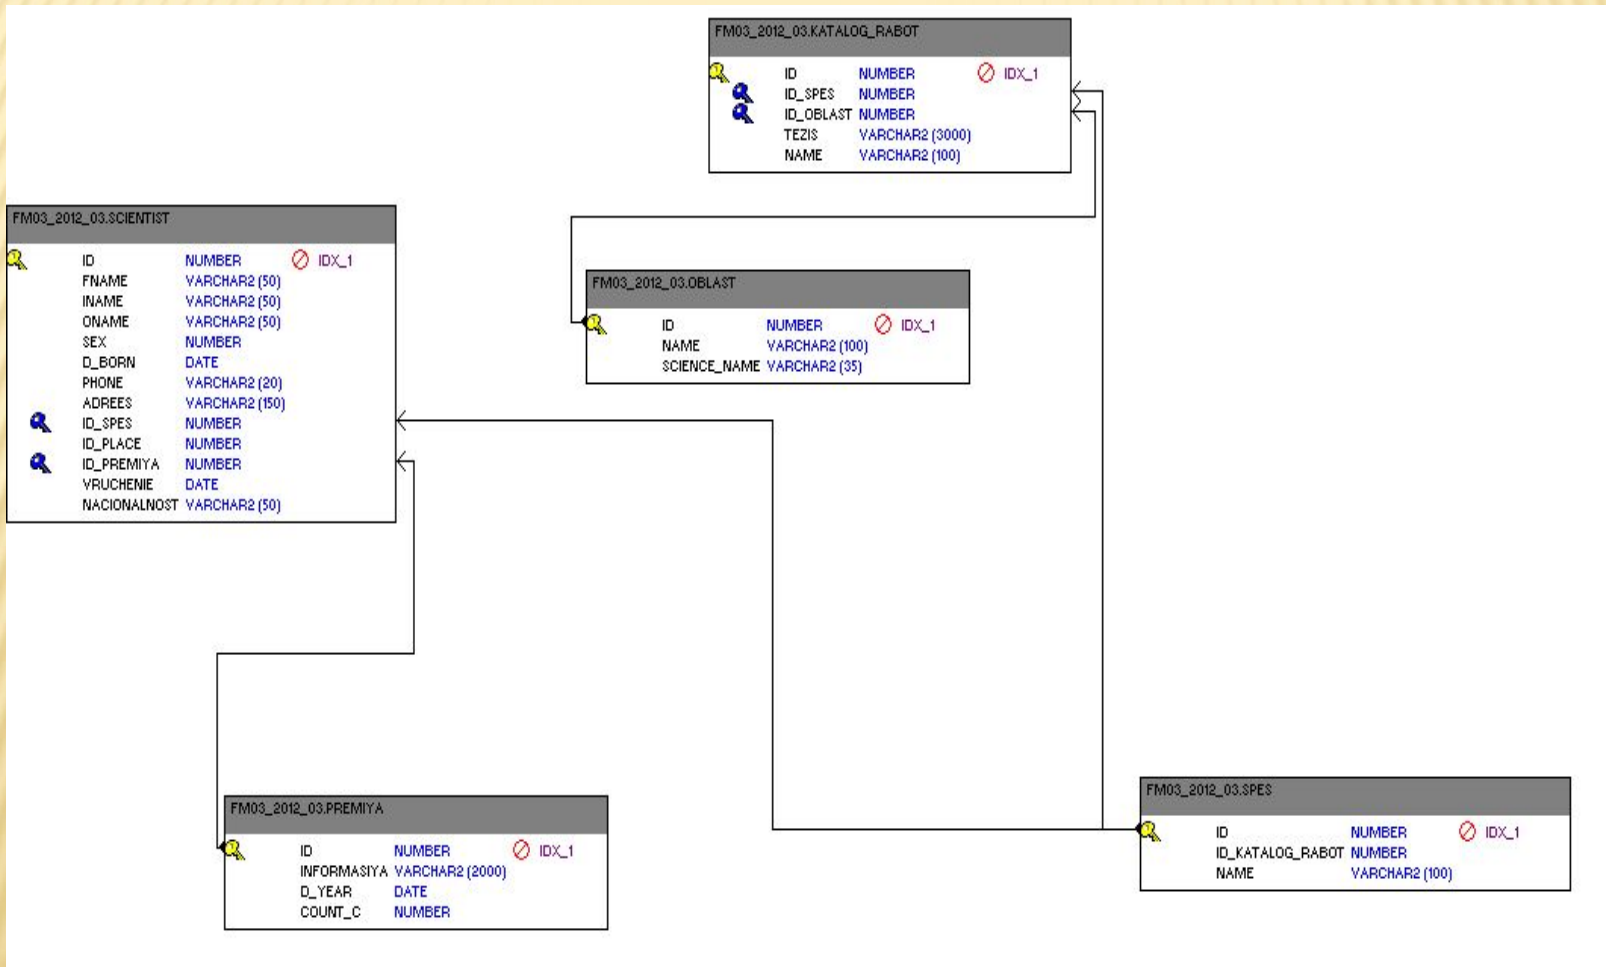 FM03_2012_03.KATALOG_RABOT
ID NUMBER IDX_1
ID_SPES NUMBER
ID_OBLAST NUMBER
TEZIS VARCHAR2 (3000)
NAME VARCHAR2 (100)
FM03_2012_03.SCIENTIST
ID NUMBER IDX_1
FNAME VARCHAR2 (50)
INAME VARCHAR2 (50)
ONAME VARCHAR2 (50)
SEX NUMBER
D_BORN DATE
PHONE VARCHAR2 (20)
ADREES VARCHAR2 (150)
ID_SPES NUMBER
ID_PLACE NUMBER
ID_PREMIYA NUMBER
VRUCHENIE DATE
NACIONALNOST VARCHAR2 (50)
FM03_2012_03.OBLAST
ID NUMBER IDX_1
NAME VARCHAR2 (100)
SCIENCE_NAME VARCHAR2 (35)
FM03_2012_03.PREMIYA
ID NUMBER IDX_1
INFORMASIYA VARCHAR2 (2000)
D_YEAR DATE
COUNT_C NUMBER
FM03_2012_03.SPES
ID NUMBER IDX_1
ID_KATALOG_RABOT NUMBER
NAME VARCHAR2 (100)